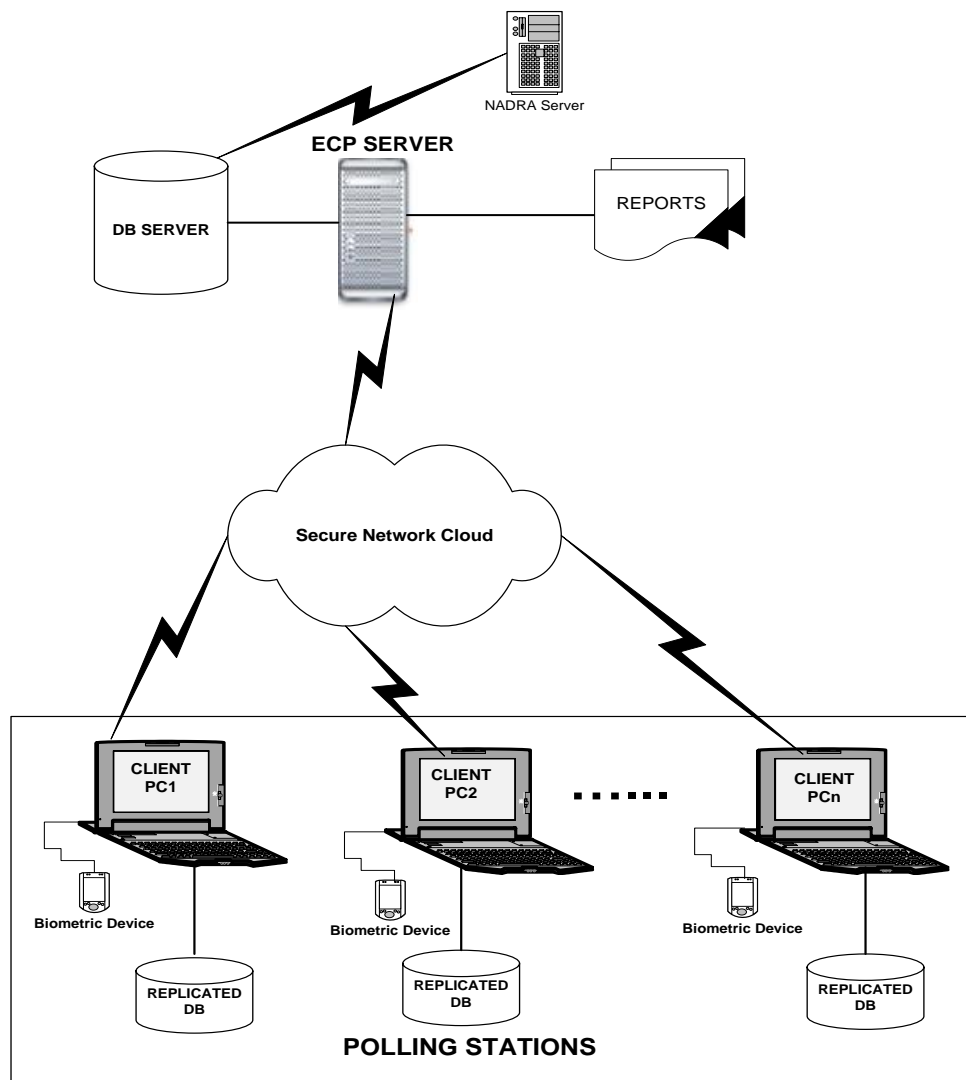 NADRA Server
ECP SERVER
DB SERVER
REPORTS
Secure Network Cloud
CLIENT
PC1
CLIENT
PC2
CLIENT
PCn
Biometric Device
Biometric Device
Biometric Device
REPLICATED
DB
REPLICATED
DB
REPLICATED
DB
POLLING STATIONS